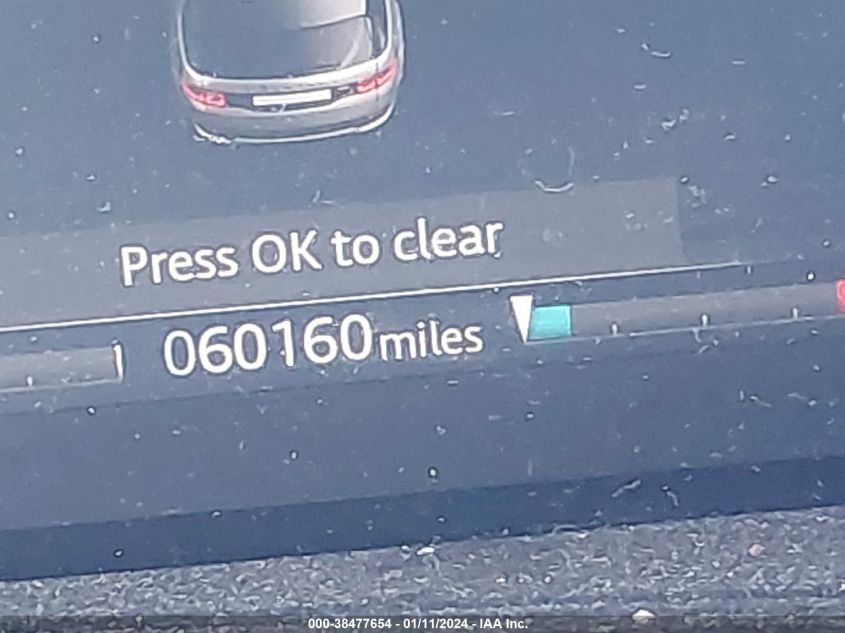 Press OK to clear
060160 miles
000-38477654 - 01/11/2024 - IAA Inc.